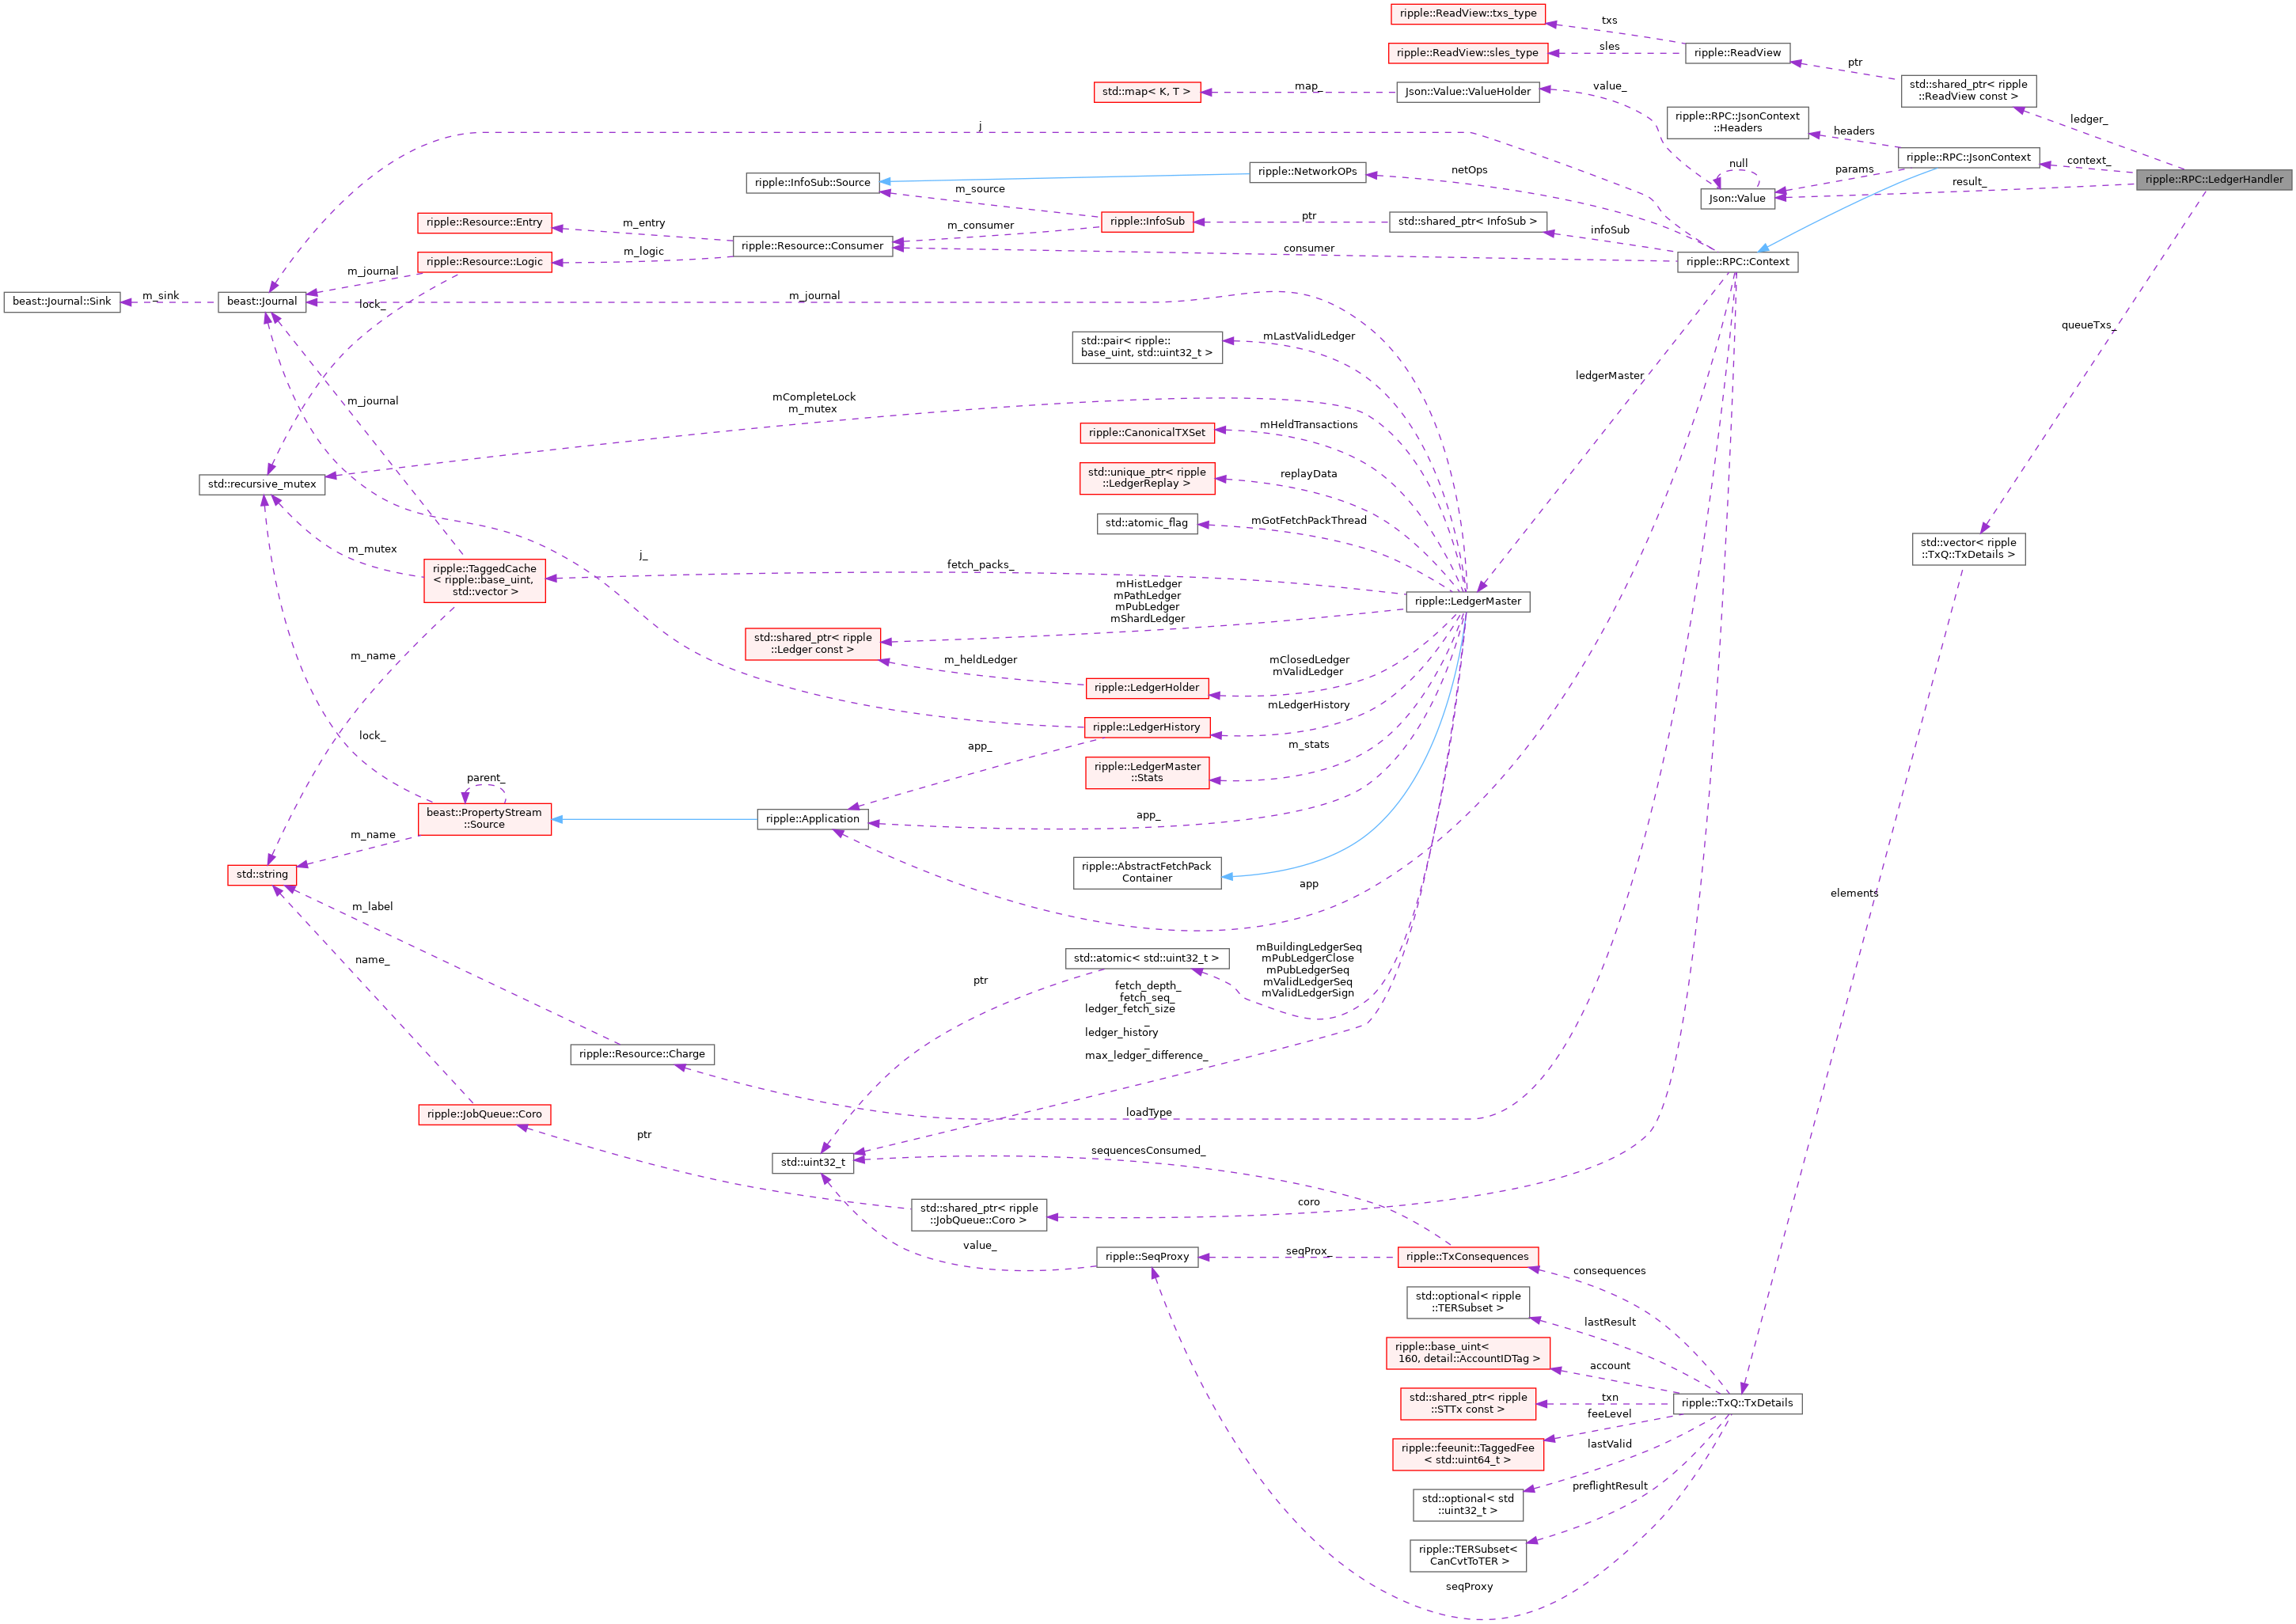 ripple::ReadView::txs_type
txs
ripple::ReadView::sles_type
sles
ripple::ReadView
ptr
std::shared_ptr< ripple
::ReadView const >
std::map< K, T >
map_
Json::Value::ValueHolder
value_
ripple::RPC::JsonContext
::Headers
headers
ledger_
j
ripple::RPC::JsonContext
context_
null
params
result_
ripple::RPC::LedgerHandler
Json::Value
ripple::InfoSub::Source
ripple::NetworkOPs
netOps
m_source
ripple::Resource::Entry
m_entry
m_consumer
ripple::InfoSub
ptr
std::shared_ptr< InfoSub >
infoSub
ripple::Resource::Consumer
consumer
ripple::Resource::Logic
m_logic
ripple::RPC::Context
m_journal
beast::Journal::Sink
m_sink
beast::Journal
lock_
m_journal
queueTxs_
std::pair< ripple::
base_uint, std::uint32_t >
mLastValidLedger
ledgerMaster
m_journal
mCompleteLock
m_mutex
ripple::CanonicalTXSet
mHeldTransactions
std::unique_ptr< ripple
::LedgerReplay >
replayData
std::recursive_mutex
std::atomic_flag
mGotFetchPackThread
std::vector< ripple
::TxQ::TxDetails >
m_mutex
j_
ripple::TaggedCache
< ripple::base_uint,
std::vector >
fetch_packs_
mHistLedger
mPathLedger
mPubLedger
mShardLedger
ripple::LedgerMaster
std::shared_ptr< ripple
::Ledger const >
m_name
m_heldLedger
mClosedLedger
mValidLedger
ripple::LedgerHolder
mLedgerHistory
ripple::LedgerHistory
lock_
app_
m_stats
ripple::LedgerMaster
::Stats
parent_
beast::PropertyStream
::Source
ripple::Application
app_
m_name
std::string
ripple::AbstractFetchPack
Container
app
elements
m_label
name_
std::atomic< std::uint32_t >
mBuildingLedgerSeq
mPubLedgerClose
mPubLedgerSeq
mValidLedgerSeq
mValidLedgerSign
ptr
fetch_depth_
fetch_seq_
ledger_fetch_size
_
ledger_history
_
max_ledger_difference_
ripple::Resource::Charge
ripple::JobQueue::Coro
loadType
ptr
sequencesConsumed_
std::uint32_t
std::shared_ptr< ripple
::JobQueue::Coro >
coro
value_
ripple::SeqProxy
seqProx_
ripple::TxConsequences
consequences
std::optional< ripple
::TERSubset >
lastResult
ripple::base_uint<
160, detail::AccountIDTag >
account
std::shared_ptr< ripple
::STTx const >
txn
ripple::TxQ::TxDetails
feeLevel
ripple::feeunit::TaggedFee
< std::uint64_t >
lastValid
std::optional< std
::uint32_t >
preflightResult
ripple::TERSubset<
CanCvtToTER >
seqProxy